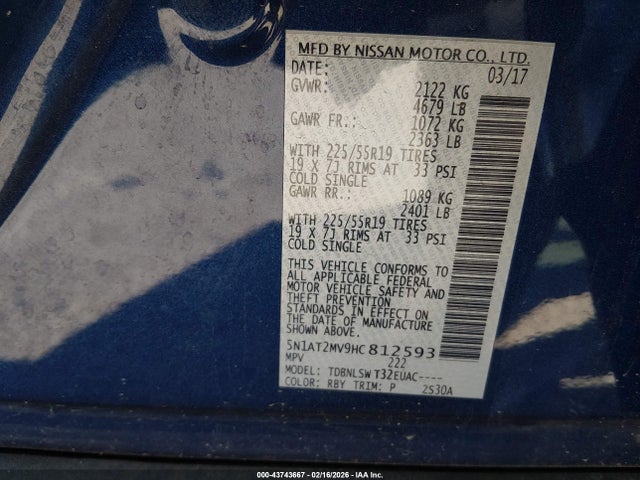 MFD BY NISSAN MOTOR CO., LTD.
DATE: 03/17
GVWR: 2122 KG
4679 LB
GAWR FR.: 1072 KG
2363 LB
WITH 225/55R19 TIRES
19 X 7J RIMS AT 33 PSI
COLD SINGLE
GAWR RR.: 1089 KG
2401 LB
WITH 225/55R19 TIRES
19 X 7J RIMS AT 33 PSI
COLD SINGLE
THIS VEHICLE CONFORMS TO
ALL APPLICABLE FEDERAL
MOTOR VEHICLE SAFETY AND
THEFT PREVENTION
STANDARDS IN EFFECT ON
THE DATE OF MANUFACTURE
5N1AT2MV9HC812593
MPV 222
MODEL: TDBNLSW T32EUAC----
COLOR: RBY TRIM: P 2S30A
000-43743667 - 02/16/2026 - IAA Inc.